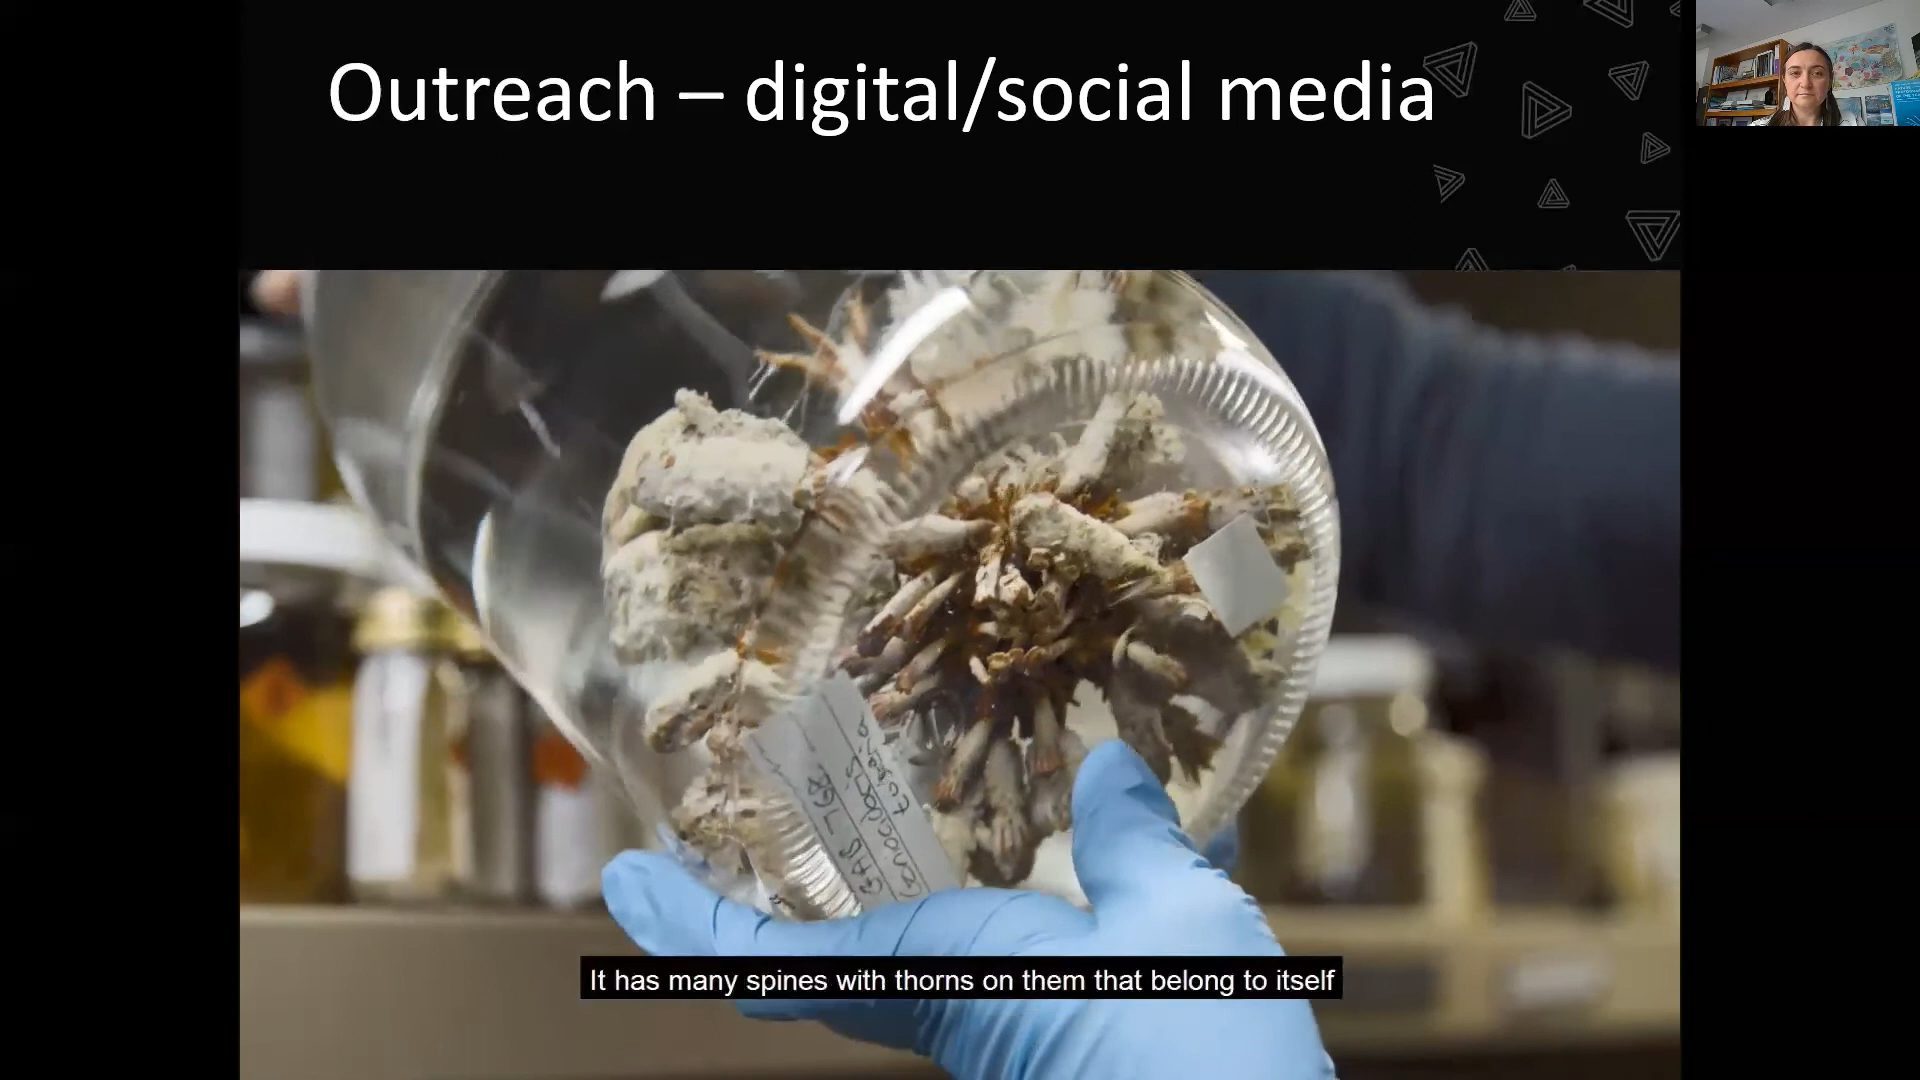 Outreach – digital/social media
It has many spines with thorns on them that belong to itself